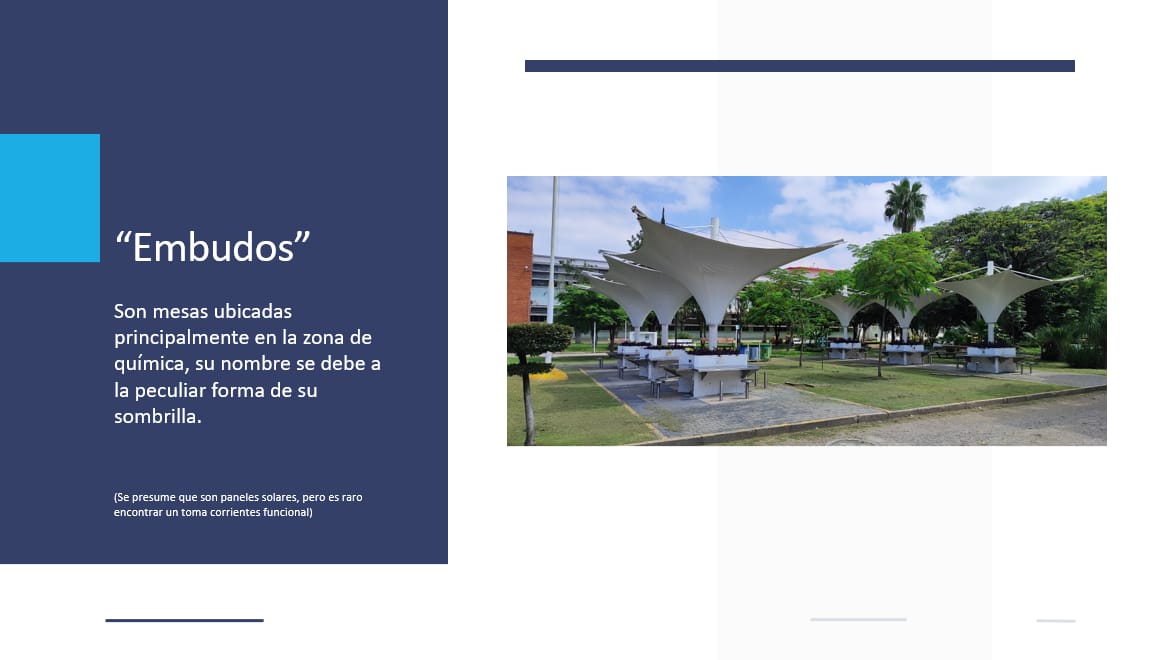 “Embudos”
Son mesas ubicadas
principalmente en la zona de
química, su nombre se debe a
la peculiar forma de su
sombrilla.
(Se presume que son paneles solares, pero es raro
encontrar un toma corrientes funcional)